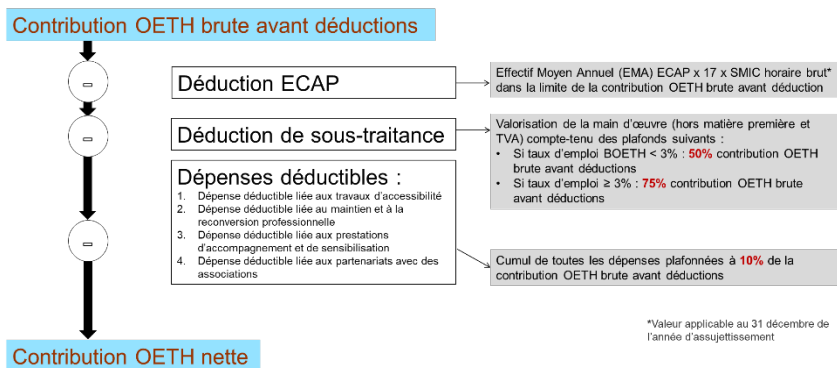 Contribution OETH brute avant déductions
-
Déduction ECAP
Effectif Moyen Annuel (EMA) ECAP x 17 x SMIC horaire brut*
dans la limite de la contribution OETH brute avant déduction
-
Déduction de sous-traitance
Valorisation de la main d'œuvre (hors matière première et
TVA) compte-tenu des plafonds suivants :
• Si taux d'emploi BOETH < 3% : 50% contribution OETH
brute avant déductions
• Si taux d'emploi ≥ 3% : 75% contribution OETH brute
avant déductions
Dépenses déductibles :
1. Dépense déductible liée aux travaux d'accessibilité
2. Dépense déductible liée au maintien et à la
reconversion professionnelle
3. Dépense déductible liée aux prestations
d'accompagnement et de sensibilisation
4. Dépense déductible liée aux partenariats avec des
associations
-
Cumul de toutes les dépenses plafonnées à 10% de la
contribution OETH brute avant déductions
*Valeur applicable au 31 décembre de
l'année d'assujettissement
Contribution OETH nette